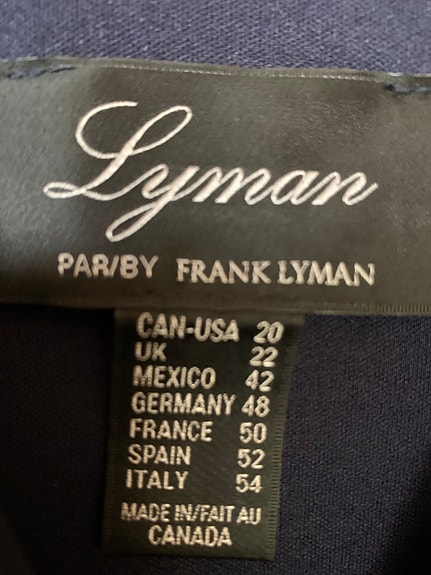 Lyman
PAR/BY FRANK LYMAN
CAN-USA 20
UK 22
MEXICO 42
GERMANY 48
FRANCE 50
SPAIN 52
ITALY 54
MADE IN/FAIT AU
CANADA